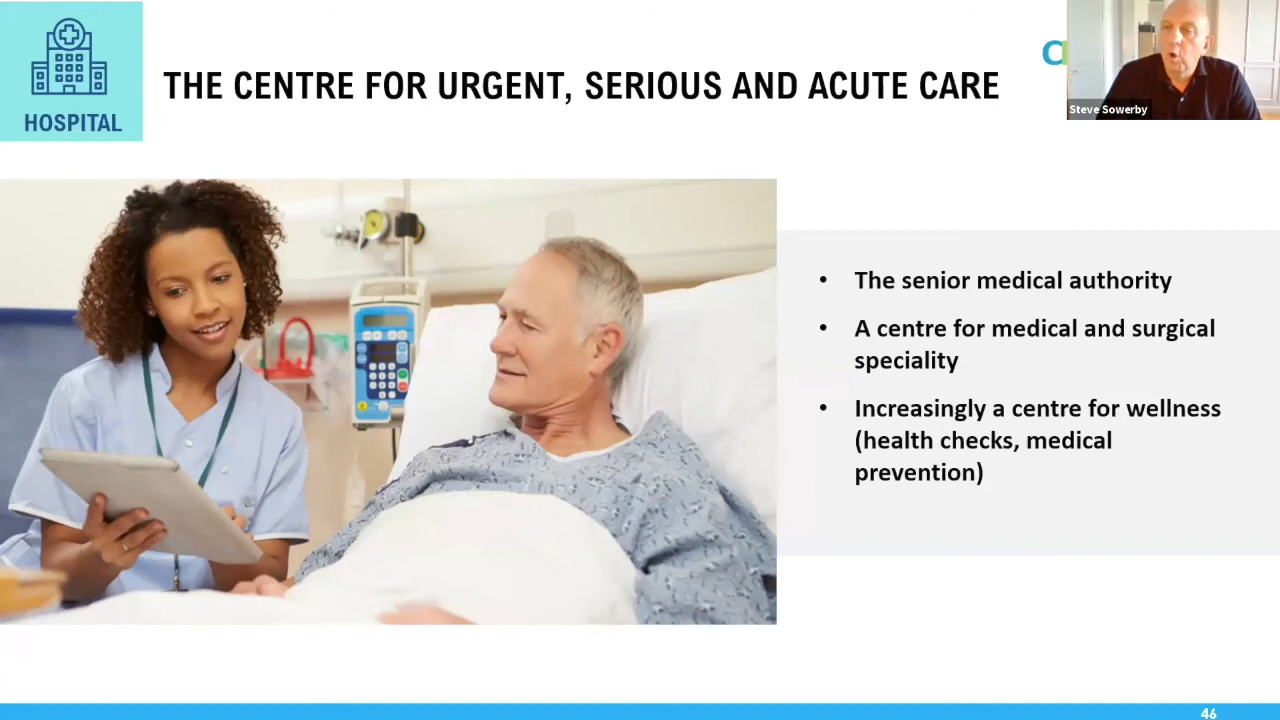 HOSPITAL
THE CENTRE FOR URGENT, SERIOUS AND ACUTE CARE
Steve Sowerby
• The senior medical authority
• A centre for medical and surgical
speciality
• Increasingly a centre for wellness
(health checks, medical
prevention)
46